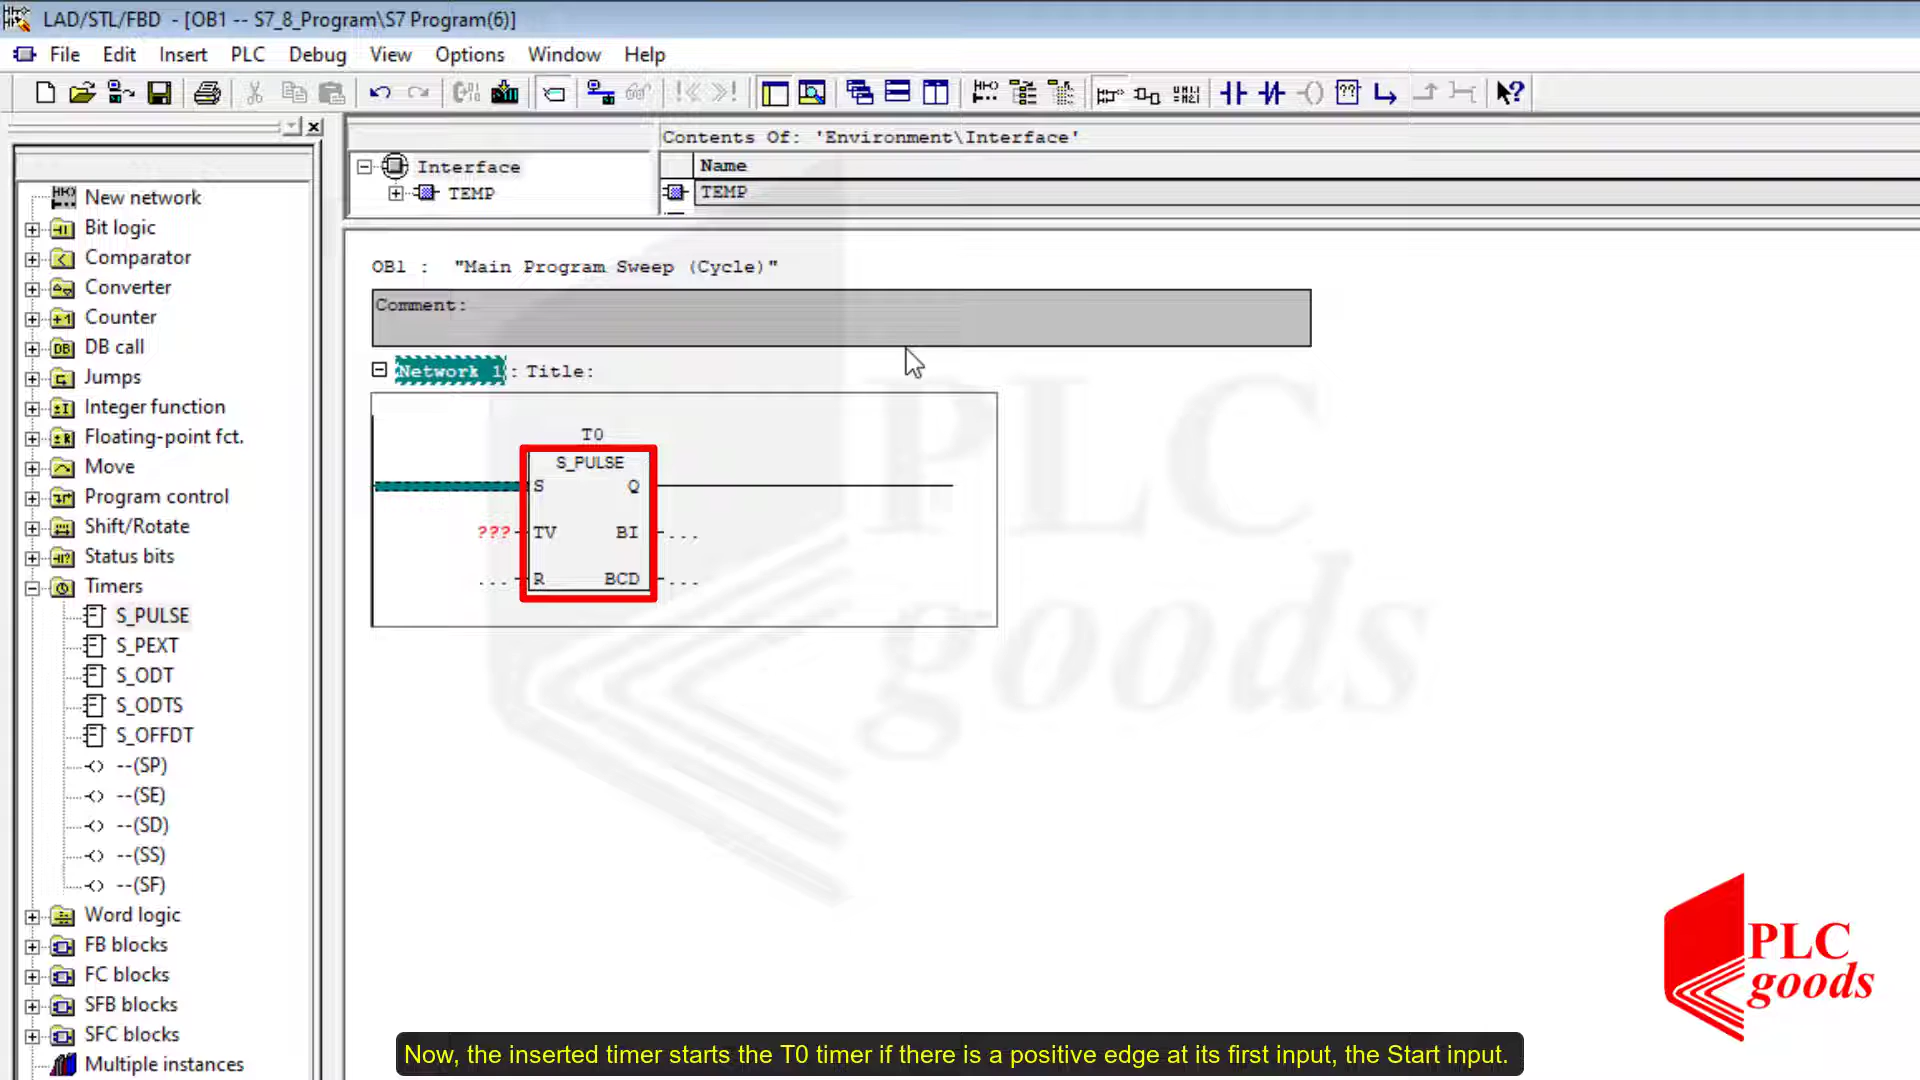 LAD/STL/FBD - [OB1 -- S7_8_Program\S7 Program(6)]
File Edit Insert PLC Debug View Options Window Help
Contents Of: 'Environment\Interface'
Interface
TEMP
Name
TEMP
New network
Bit logic
Comparator
Converter
Counter
DB call
Jumps
Integer function
Floating-point fct.
Move
Program control
Shift/Rotate
Status bits
Timers
S_PULSE
S_PEXT
S_ODT
S_ODTS
S_OFFDT
--(SP)
--(SE)
--(SD)
--(SS)
--(SF)
Word logic
FB blocks
FC blocks
SFB blocks
SFC blocks
Multiple instances
OB1 : "Main Program Sweep (Cycle)"
Comment:
Network 1: Title:
T0
S_PULSE
S Q
??? TV BI ...
... R BCD ...
PLC
goods
PLC
goods
Now, the inserted timer starts the T0 timer if there is a positive edge at its first input, the Start input.